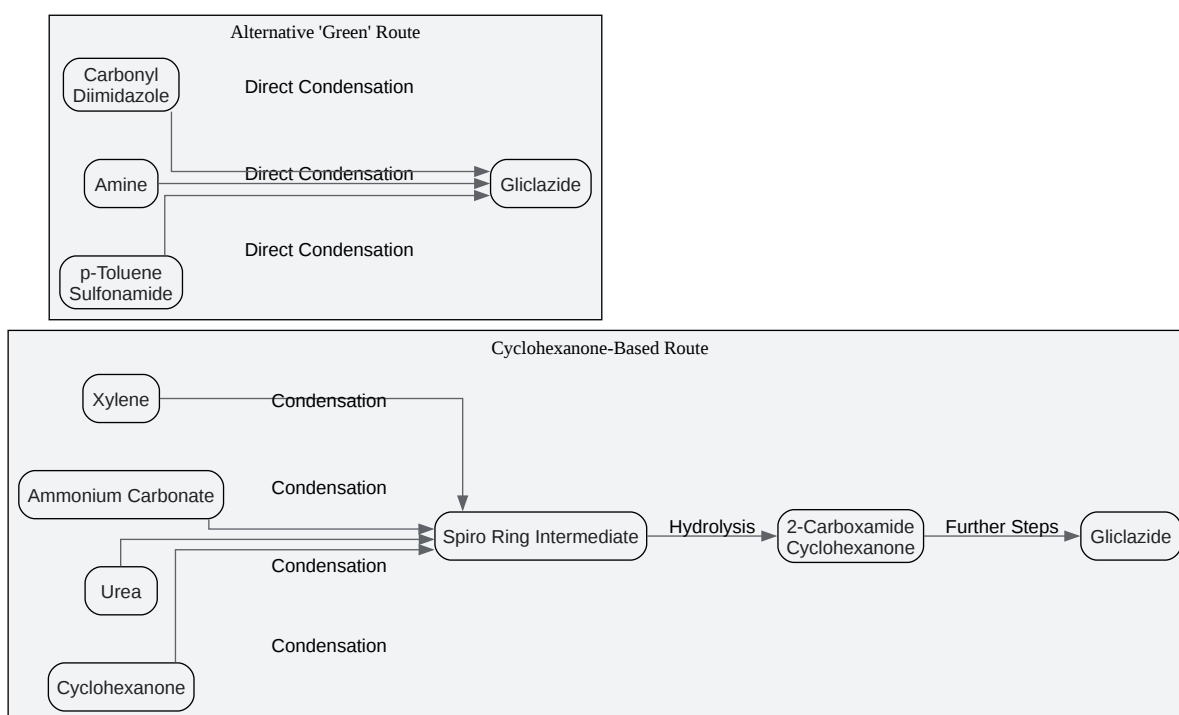 Alternative 'Green' Route
Carbonyl
Diimidazole
Direct Condensation
Amine
Direct Condensation
Gliclazide
Direct Condensation
p-Toluene
Sulfonamide
Cyclohexanone-Based Route
Xylene
Condensation
Ammonium Carbonate
Condensation
Spiro Ring Intermediate
Hydrolysis
2-Carboxamide
Cyclohexanone
Further Steps
Gliclazide
Condensation
Urea
Condensation
Cyclohexanone